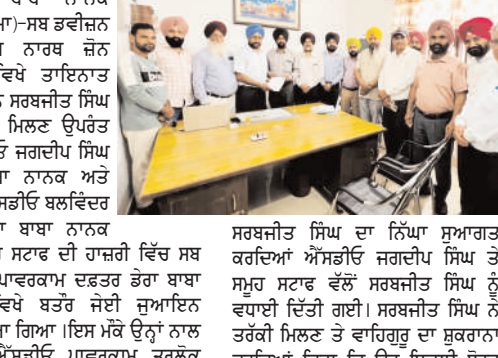 ਮਾ)-ਸਬ ਡਵੀਜ਼ਨ
ਨਾਰਥ ਜ਼ੋਨ
ਵਿਖੇ ਤਾਇਨਾਤ
ਸਰਬਜੀਤ ਸਿੰਘ
ਮਿਲਣ ਉਪਰੰਤ
ਜਗਦੀਪ ਸਿੰਘ
ਨਾਨਕ ਅਤੇ
ਸਡੀਓ ਬਲਵਿੰਦਰ
ਬਾਬਾ ਨਾਨਕ
ਸਟਾਫ ਦੀ ਹਾਜ਼ਰੀ ਵਿੱਚ ਸਬ
ਪਾਵਰਕਾਮ ਦਫ਼ਤਰ ਡੇਰਾ ਬਾਬਾ
ਵਿਖੇ ਬਤੌਰ ਜੇਈ ਜੁਆਇਨ
ਆ ਗਿਆ ।ਇਸ ਮੌਕੇ ਉਨ੍ਹਾਂ ਨਾਲ
ਐੱਸਡੀਓ ਪਾਵਰਕਾਮ ਤਰਲੋਕ
ਸਰਬਜੀਤ ਸਿੰਘ ਦਾ ਨਿੱਘਾ ਸੁਆਗਤ
ਕਰਦਿਆਂ ਐੱਸਡੀਓ ਜਗਦੀਪ ਸਿੰਘ ਤੇ
ਸਮੂਹ ਸਟਾਫ ਵੱਲੋਂ ਸਰਬਜੀਤ ਸਿੰਘ ਨੂੰ
ਵਧਾਈ ਦਿੱਤੀ ਗਈ। ਸਰਬਜੀਤ ਸਿੰਘ ਨੇ
ਤਰੱਕੀ ਮਿਲਣ ਤੇ ਵਾਹਿਗੁਰੂ ਦਾ ਸ਼ੁਕਰਾਨਾ